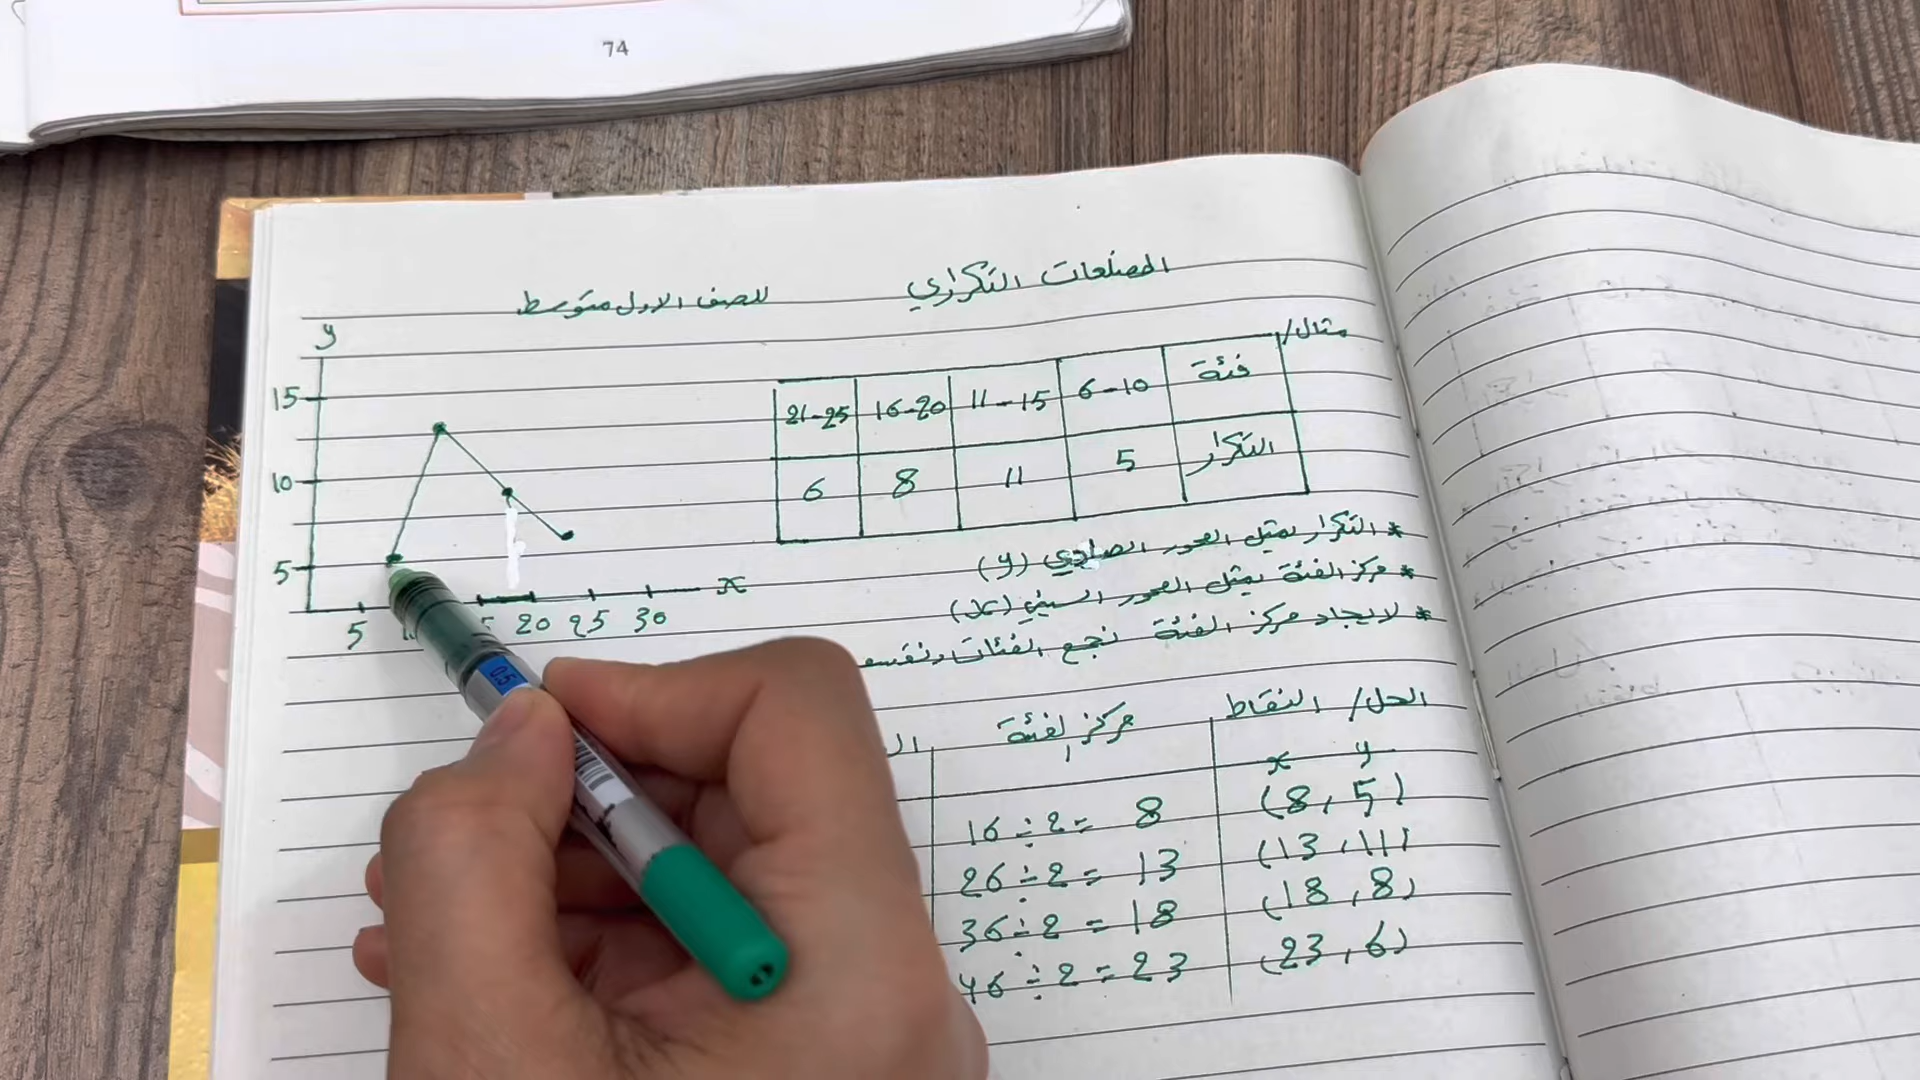 74
المضلعات التكراري للصف الاول متوسط
مثال/
فئة 6-10 11-15 16-20 21-25
التكرار 5 11 8 6
* التكرار يمثل المحور الصادي (y)
* مركز الفئة يمثل المحور السيني (x)
* لايجاد مركز الفئة نجمع الفئات ونقسم
y
15
10
5
5 20 25 30
x
0.5
الحل/ النقاط مركز لفئة
x y
(8, 5) 16 ÷ 2 = 8
(13, 11) 26 ÷ 2 = 13
(18, 8) 36 ÷ 2 = 18
(23, 6) 46 ÷ 2 = 23